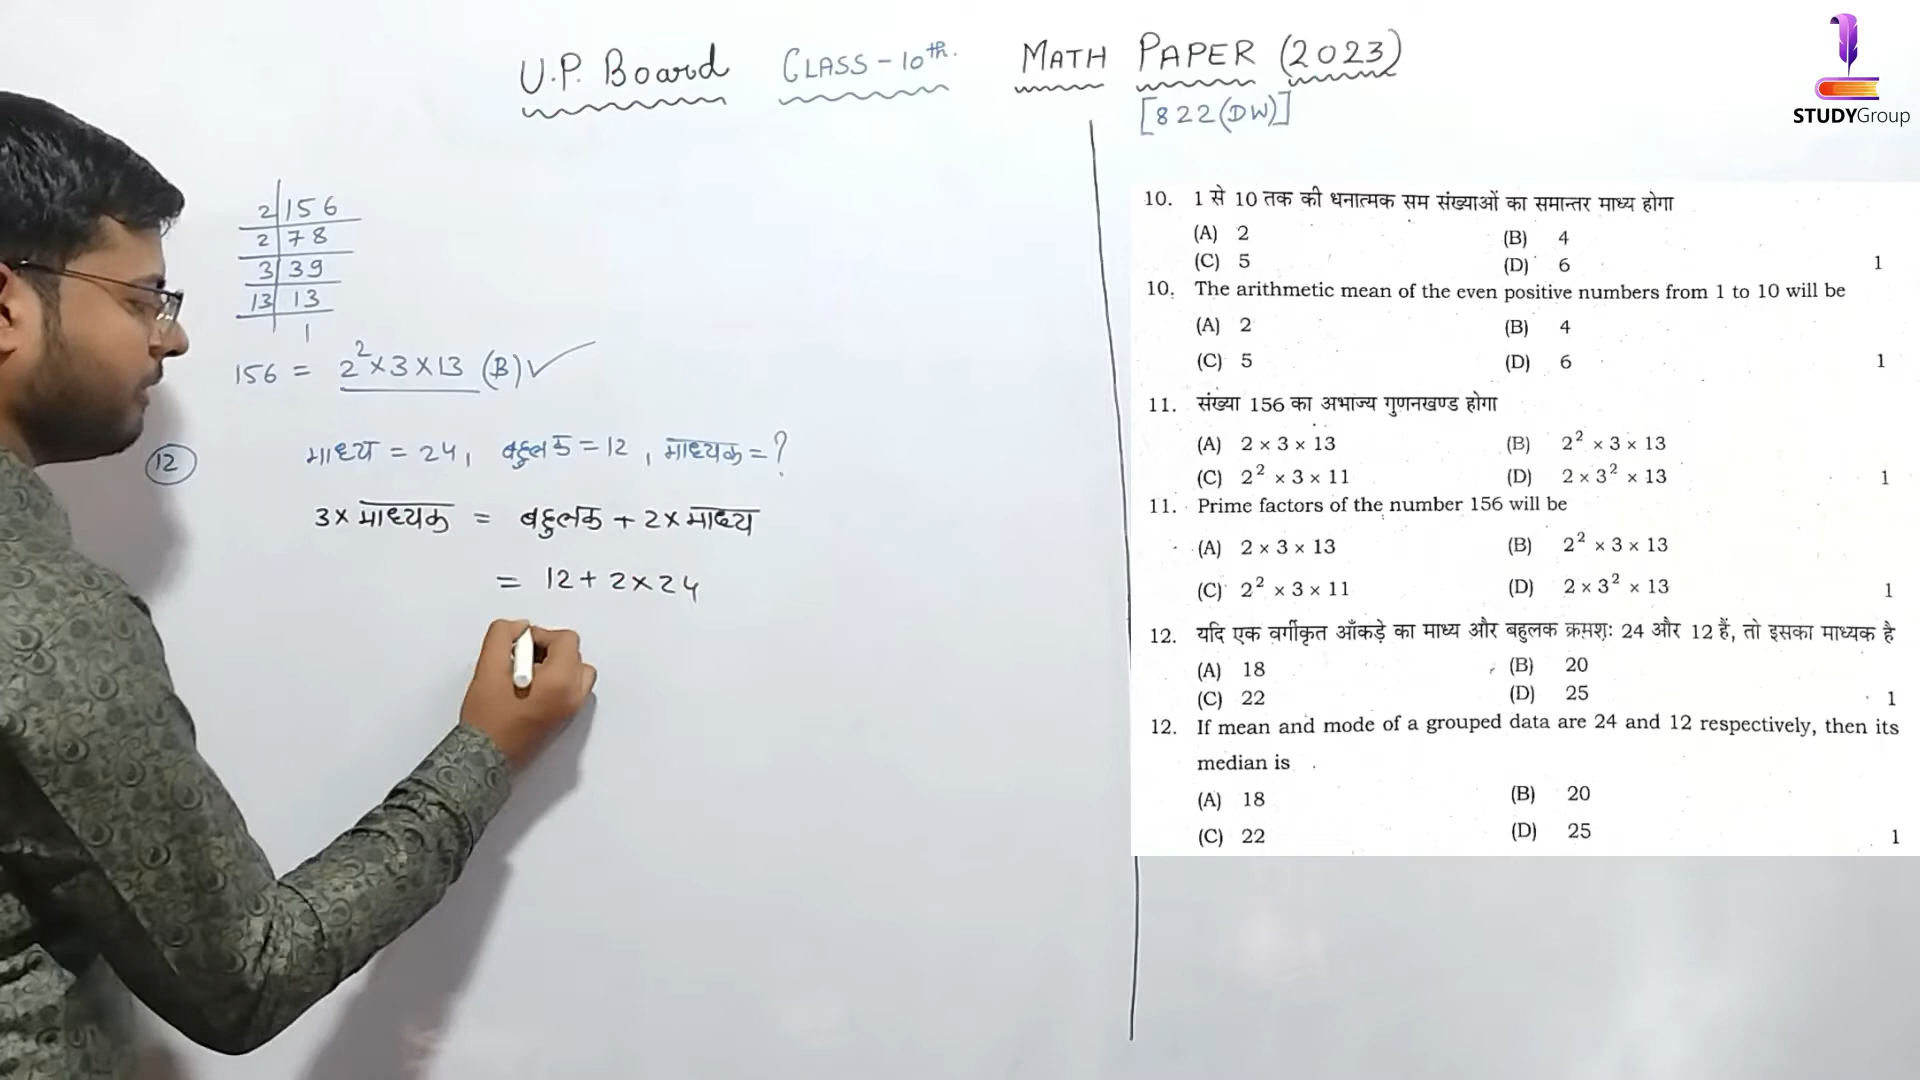 U.P. Board CLASS - 10th. MATH PAPER (2023)
[822(DW)]
STUDYGroup
2 | 156
2 | 78
3 | 39
13 | 13
1
156 = 2² × 3 × 13 (B) ✓
12 माध्य = 24, बहुलक = 12, माध्यक = ?
3 × माध्यक = बहुलक + 2 × माध्य
= 12 + 2 × 24
10. 1 से 10 तक की धनात्मक सम संख्याओं का समान्तर माध्य होगा
(A) 2 (B) 4
(C) 5 (D) 6 1
10. The arithmetic mean of the even positive numbers from 1 to 10 will be
(A) 2 (B) 4
(C) 5 (D) 6 1
11. संख्या 156 का अभाज्य गुणनखण्ड होगा
(A) 2 × 3 × 13 (B) 2² × 3 × 13
(C) 2² × 3 × 11 (D) 2 × 3² × 13 1
11. Prime factors of the number 156 will be
(A) 2 × 3 × 13 (B) 2² × 3 × 13
(C) 2² × 3 × 11 (D) 2 × 3² × 13 1
12. यदि एक वर्गीकृत आँकड़े का माध्य और बहुलक क्रमशः 24 और 12 हैं, तो इसका माध्यक है
(A) 18 (B) 20
(C) 22 (D) 25 1
12. If mean and mode of a grouped data are 24 and 12 respectively, then its
median is
(A) 18 (B) 20
(C) 22 (D) 25 1